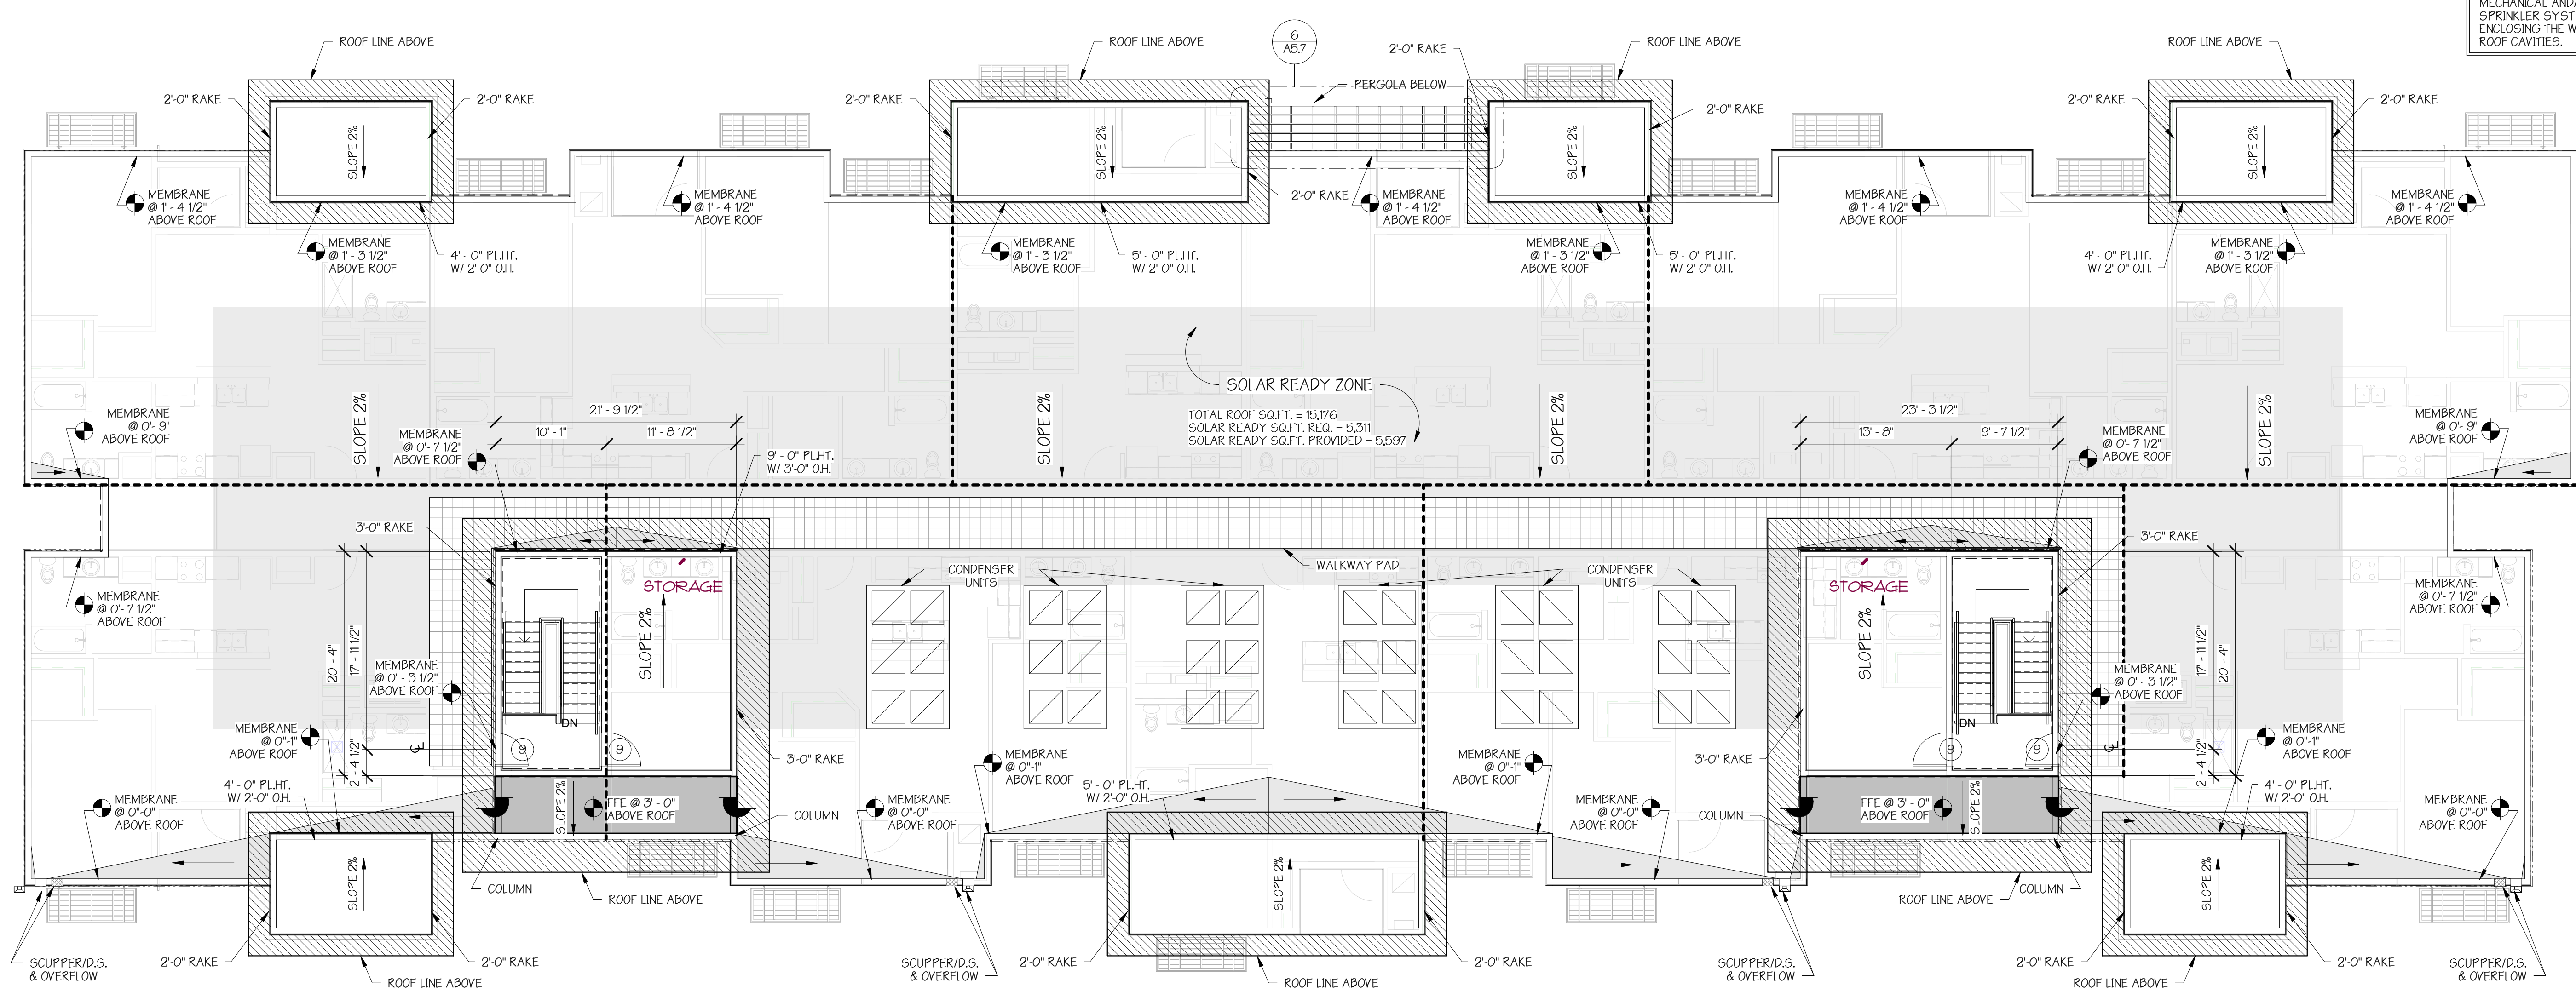 MECHANICAL AND/
SPRINKLER SYST
ENCLOSING THE W
ROOF CAVITIES.
ROOF LINE ABOVE
ROOF LINE ABOVE
6
A5.7
2'-0" RAKE
ROOF LINE ABOVE
ROOF LINE ABOVE
PERGOLA BELOW
2'-0" RAKE
2'-0" RAKE
2'-0" RAKE
2'-0" RAKE
2'-0" RAKE
2'-0" RAKE
SLOPE 2%
SLOPE 2%
SLOPE 2%
SLOPE 2%
MEMBRANE
@ 1' - 4 1/2"
ABOVE ROOF
MEMBRANE
@ 1' - 4 1/2"
ABOVE ROOF
2'-0" RAKE
MEMBRANE
@ 1' - 4 1/2"
ABOVE ROOF
MEMBRANE
@ 1' - 4 1/2"
ABOVE ROOF
MEMBRANE
@ 1' - 4 1/2"
ABOVE ROOF
MEMBRANE
@ 1' - 3 1/2"
ABOVE ROOF
4' - 0" PL.HT.
W/ 2'-0" O.H.
MEMBRANE
@ 1' - 3 1/2"
ABOVE ROOF
5' - 0" PL.HT.
W/ 2'-0" O.H.
MEMBRANE
@ 1' - 3 1/2"
ABOVE ROOF
5' - 0" PL.HT.
W/ 2'-0" O.H.
4' - 0" PL.HT.
W/ 2'-0" O.H.
MEMBRANE
@ 1' - 3 1/2"
ABOVE ROOF
SOLAR READY ZONE
TOTAL ROOF SQ.FT. = 15,176
SOLAR READY SQ.FT. REQ. = 5,311
SOLAR READY SQ.FT. PROVIDED = 5,597
SLOPE 2%
SLOPE 2%
SLOPE 2%
SLOPE 2%
MEMBRANE
@ 0'- 9"
ABOVE ROOF
MEMBRANE
@ 0'- 7 1/2"
ABOVE ROOF
21' - 9 1/2"
10' - 1"
11' - 8 1/2"
9' - 0" PL.HT.
W/ 3'-0" O.H.
23' - 3 1/2"
13' - 8"
9' - 7 1/2"
MEMBRANE
@ 0'- 7 1/2"
ABOVE ROOF
MEMBRANE
@ 0'- 9"
ABOVE ROOF
3'-0" RAKE
3'-0" RAKE
WALKWAY PAD
CONDENSER
UNITS
CONDENSER
UNITS
STORAGE
STORAGE
SLOPE 2%
SLOPE 2%
MEMBRANE
@ 0'- 7 1/2"
ABOVE ROOF
MEMBRANE
@ 0'- 7 1/2"
ABOVE ROOF
20' - 4"
17' - 11 1/2"
2' - 4 1/2"
17' - 11 1/2"
20' - 4"
2' - 4 1/2"
MEMBRANE
@ 0' - 3 1/2"
ABOVE ROOF
MEMBRANE
@ 0' - 3 1/2"
ABOVE ROOF
DN
DN
9
9
9
9
MEMBRANE
@ 0"-1"
ABOVE ROOF
3'-0" RAKE
MEMBRANE
@ 0"-1"
ABOVE ROOF
MEMBRANE
@ 0"-1"
ABOVE ROOF
3'-0" RAKE
MEMBRANE
@ 0"-1"
ABOVE ROOF
MEMBRANE
@ 0"-0"
ABOVE ROOF
4' - 0" PL.HT.
W/ 2'-0" O.H.
SLOPE 2%
FFE @ 3' - 0"
ABOVE ROOF
COLUMN
MEMBRANE
@ 0"-0"
ABOVE ROOF
5' - 0" PL.HT.
W/ 2'-0" O.H.
MEMBRANE
@ 0"-0"
ABOVE ROOF
COLUMN
FFE @ 3' - 0"
ABOVE ROOF
SLOPE 2%
4' - 0" PL.HT.
W/ 2'-0" O.H.
MEMBRANE
@ 0"-0"
ABOVE ROOF
SLOPE 2%
SLOPE 2%
SLOPE 2%
COLUMN
ROOF LINE ABOVE
ROOF LINE ABOVE
COLUMN
SCUPPER/D.S.
& OVERFLOW
2'-0" RAKE
2'-0" RAKE
ROOF LINE ABOVE
SCUPPER/D.S.
& OVERFLOW
2'-0" RAKE
2'-0" RAKE
ROOF LINE ABOVE
SCUPPER/D.S.
& OVERFLOW
2'-0" RAKE
2'-0" RAKE
ROOF LINE ABOVE
SCUPPER/D.S.
& OVERFLOW